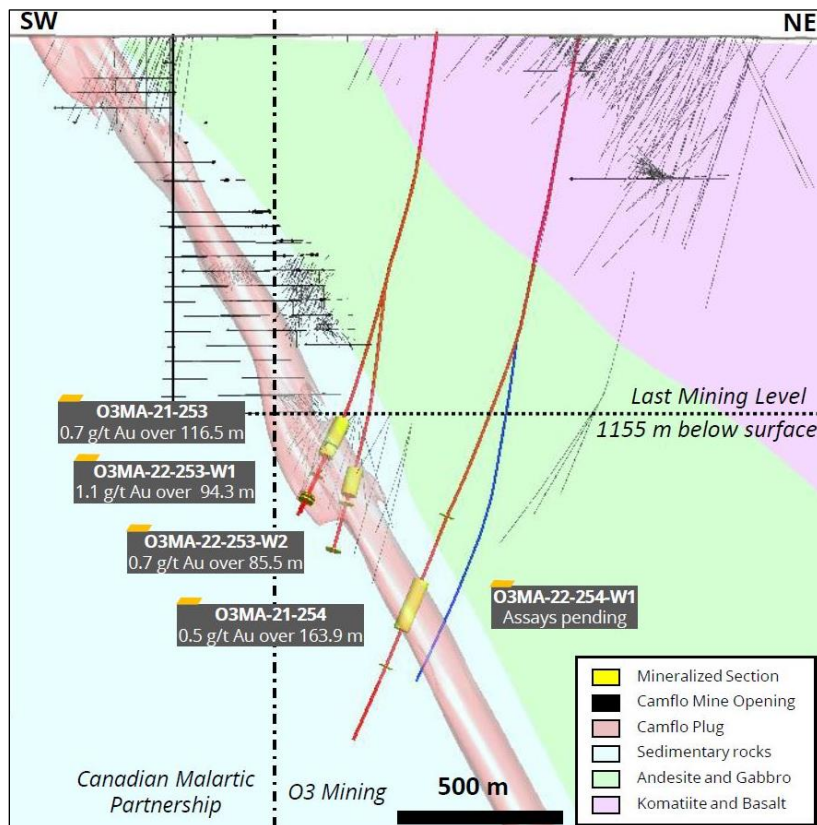 SW
NE
O3MA-21-253
0.7 g/t Au over 116.5 m
O3MA-22-253-W1
1.1 g/t Au over 94.3 m
O3MA-22-253-W2
0.7 g/t Au over 85.5 m
O3MA-21-254
0.5 g/t Au over 163.9 m
Last Mining Level
1155 m below surface
O3MA-22-254-W1
Assays pending
Canadian Malartic
Partnership
O3 Mining
500 m
Mineralized Section
Camflo Mine Opening
Camflo Plug
Sedimentary rocks
Andesite and Gabbro
Komatiite and Basalt